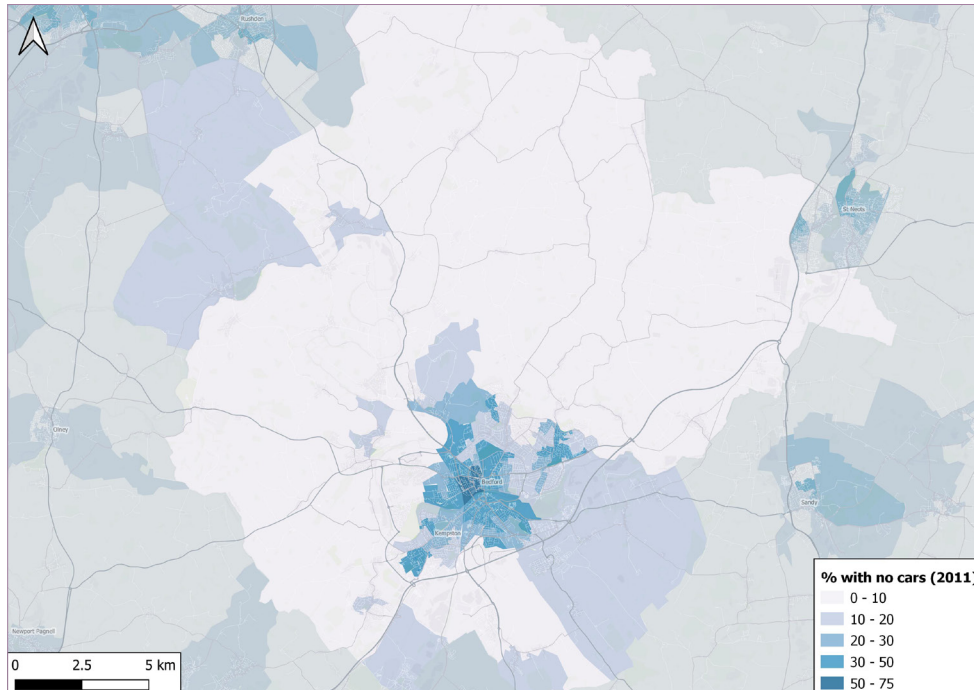 Rushden
St Neots
Olney
Bedford
Sandy
Kempston
Newport Pagnell
0 2.5 5 km
% with no cars (2011)
0 - 10
10 - 20
20 - 30
30 - 50
50 - 75